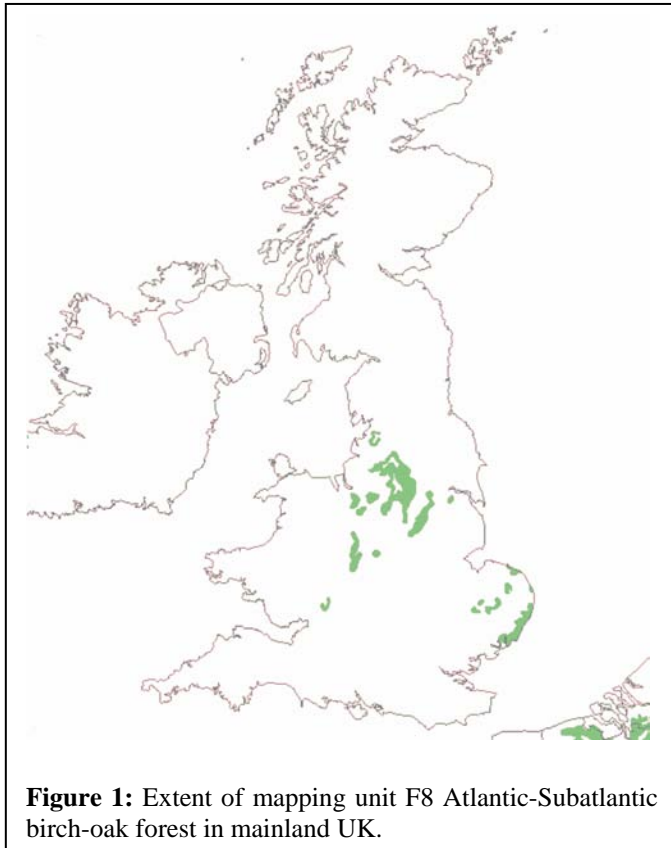 Figure 1: Extent of mapping unit F8 Atlantic-Subatlantic
birch-oak forest in mainland UK.